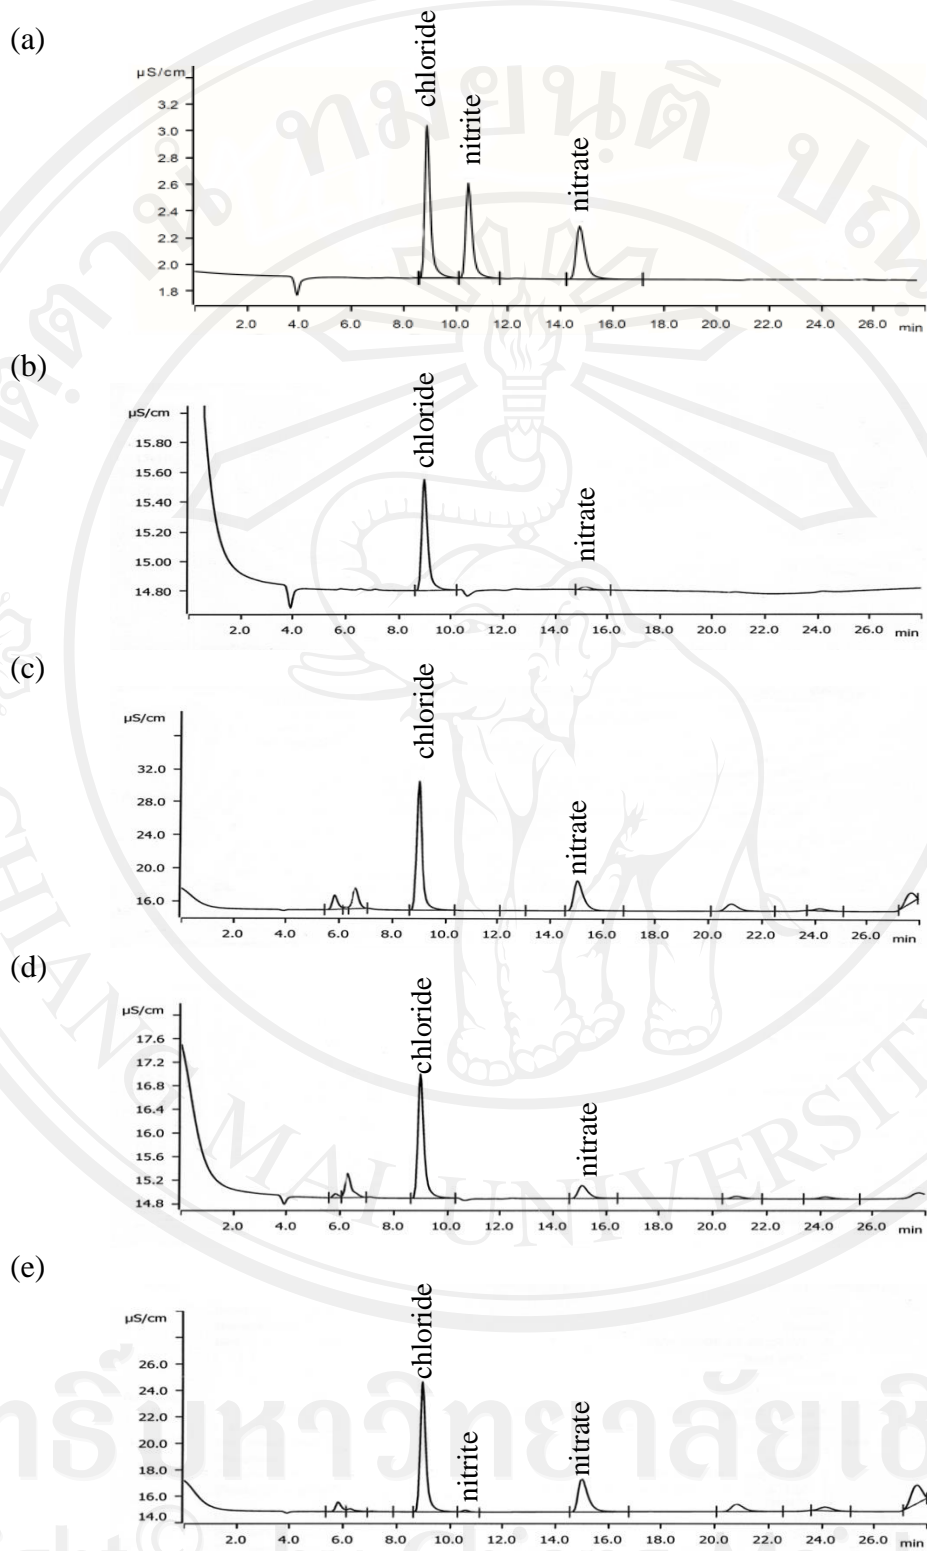 (a)
µS/cm
chloride
nitrite
nitrate
3.2
3.0
2.8
2.6
2.4
2.2
2.0
1.8
2.0 4.0 6.0 8.0 10.0 12.0 14.0 16.0 18.0 20.0 22.0 24.0 26.0 min
(b)
µS/cm
chloride
nitrate
15.80
15.60
15.40
15.20
15.00
14.80
2.0 4.0 6.0 8.0 10.0 12.0 14.0 16.0 18.0 20.0 22.0 24.0 26.0 min
(c)
µS/cm
chloride
nitrate
32.0
28.0
24.0
20.0
16.0
2.0 4.0 6.0 8.0 10.0 12.0 14.0 16.0 18.0 20.0 22.0 24.0 26.0 min
(d)
µS/cm
chloride
nitrate
17.6
17.2
16.8
16.4
16.0
15.6
15.2
14.8
2.0 4.0 6.0 8.0 10.0 12.0 14.0 16.0 18.0 20.0 22.0 24.0 26.0 min
(e)
µS/cm
chloride
nitrite
nitrate
26.0
24.0
22.0
20.0
18.0
16.0
14.0
2.0 4.0 6.0 8.0 10.0 12.0 14.0 16.0 18.0 20.0 22.0 24.0 26.0 min
CHIANG MAI UNIVERSIT